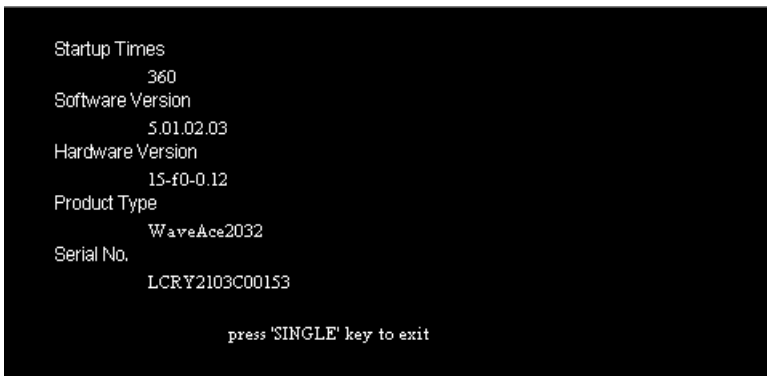 Startup Times
360
Software Version
5.01.02.03
Hardware Version
15-f0-0.12
Product Type
WaveAce2032
Serial No.
LCRY2103C00153
press 'SINGLE' key to exit